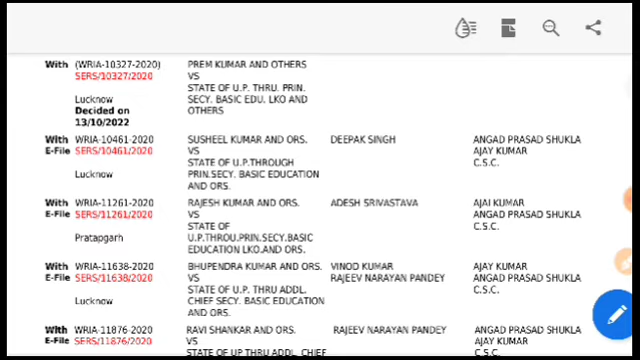 With (WRIA-10327-2020) PREM KUMAR AND OTHERS
SERS/10327/2020 VS
STATE OF U.P. THRU. PRIN.
Lucknow SECY. BASIC EDU. LKO AND
Decided on OTHERS
13/10/2022
With WRIA-10461-2020 SUSHEEL KUMAR AND ORS. DEEPAK SINGH ANGAD PRASAD SHUKLA
E-File SERS/10461/2020 VS AJAY KUMAR
STATE OF U.P.THROUGH C.S.C.
Lucknow PRIN.SECY. BASIC EDUCATION
AND ORS.
With WRIA-11261-2020 RAJESH KUMAR AND ORS. ADESH SRIVASTAVA AJAI KUMAR
E-File SERS/11261/2020 VS ANGAD PRASAD SHUKLA
STATE OF C.S.C.
Pratapgarh U.P.THROU.PRIN.SECY.BASIC
EDUCATION LKO.AND ORS.
With WRIA-11638-2020 BHUPENDRA KUMAR AND ORS. VINOD KUMAR AJAY KUMAR
E-File SERS/11638/2020 VS RAJEEV NARAYAN PANDEY ANGAD PRASAD SHUKLA
STATE OF U.P. THRU ADDL. C.S.C.
Lucknow CHIEF SECY. BASIC EDUCATION
AND ORS.
With WRIA-11876-2020 RAVI SHANKAR AND ORS. RAJEEV NARAYAN PANDEY ANGAD PRASAD SHUKLA
E-File SERS/11876/2020 VS AJAY KUMAR
STATE OF UP THRU ADDL. CHIEF C.S.C.